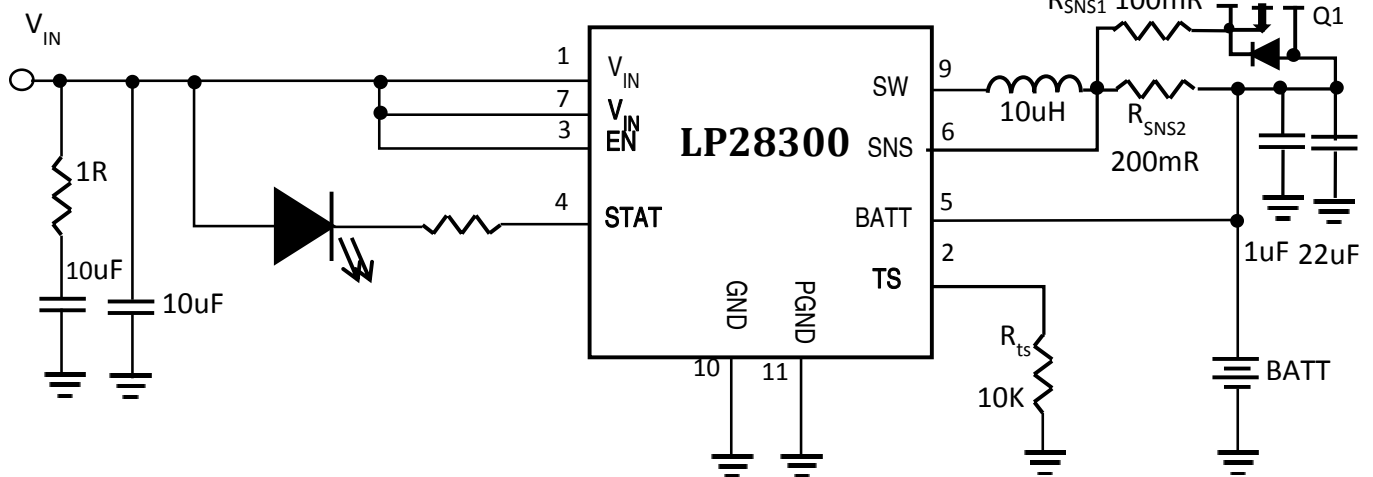 R_SNS1 100mR
Q1
V_IN
1
V_IN
7
V_IN
3
EN
4
STAT
LP28300
SW
9
SNS
6
BATT
5
2
TS
GND
PGND
10
11
10uH
R_SNS2
200mR
1uF
22uF
1R
10uF
10uF
R_ts
10K
BATT